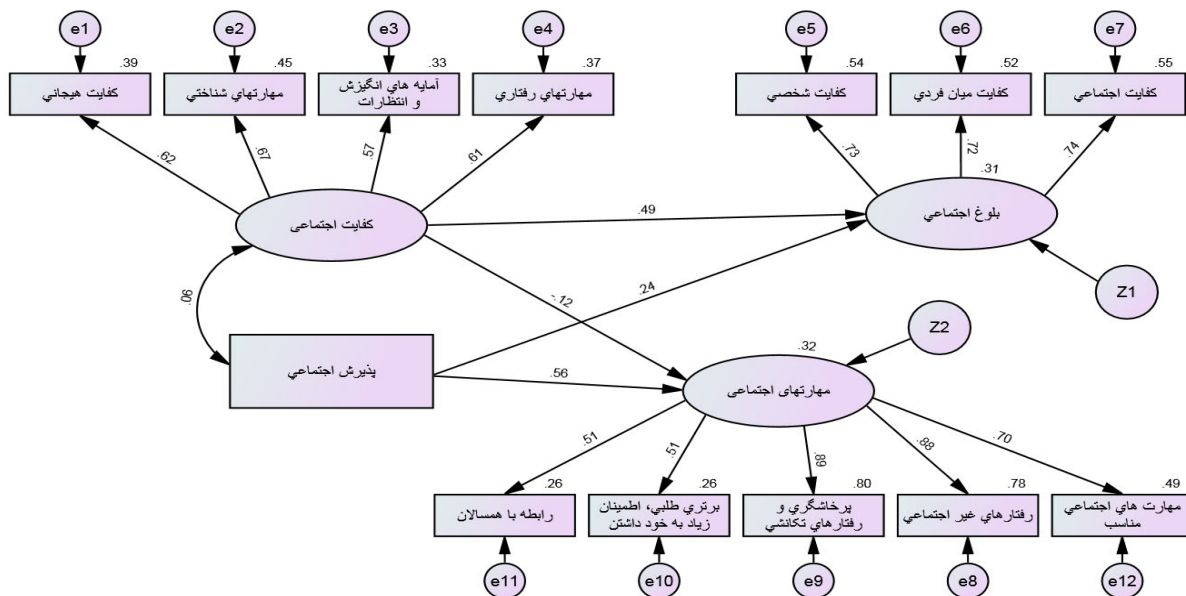 e1
e2
e3
e4
e5
e6
e7
.39
.45
.33
.37
.54
.52
.55
كفايت هيجاني
مهارتهاي شناختي
آمايه هاي انگيزش
و انتظارات
مهارتهاي رفتاري
كفايت شخصي
كفايت ميان فردي
كفايت اجتماعي
.62
.67
.57
.61
.73
.72
.74
.31
کفایت اجتماعی
بلوغ اجتماعي
.49
.06
.24
-.12
Z1
Z2
پذيرش اجتماعي
.56
.32
مهارتهای اجتماعی
.51
.51
.89
.88
.70
.26
.26
.80
.78
.49
رابطه با همسالان
برتري طلبي، اطمينان
زياد به خود داشتن
پرخاشگري و
رفتارهاي تكانشي
رفتارهاي غير اجتماعي
مهارت هاي اجتماعي
مناسب
e11
e10
e9
e8
e12